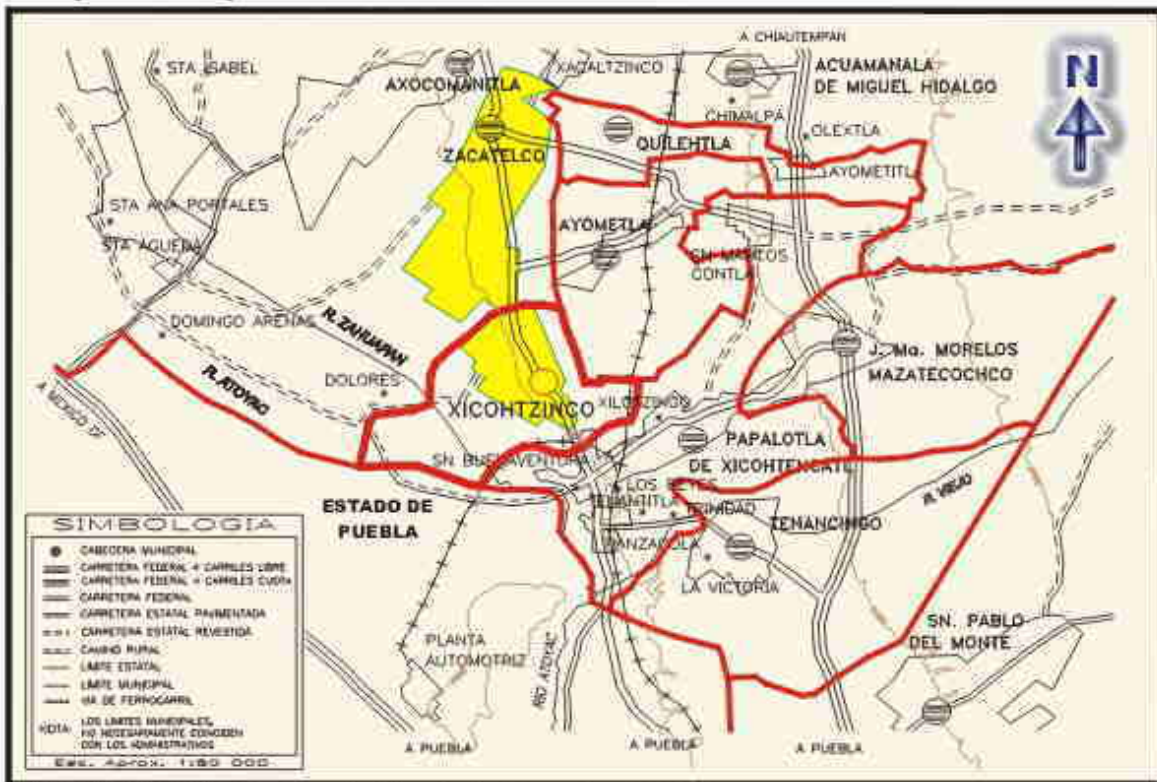 A CHIAUTEMPAN
STA. ISABEL
XACALTZINCO
AXOCOMANITLA
ACUAMANALA
DE MIGUEL HIDALGO
CHIMALPA
OLEXTLA
QUILEHTLA
ZACATELCO
AYOMETITL
STA ANA PORTALES
AYOMETLA
STA AGUEDA
SN. MARCOS
CONTLA
DOMINGO ARENAS
R. ZAHUAPAN
R. ATOYAC
J. Ma. MORELOS
MAZATECOCHCO
A MEXICO
DOLORES
XICOHTZINCO
XILOTZINGO
PAPALOTLA
DE XICOHTENCATL
SN. BUENAVENTURA
LOS REYES
ESTADO DE
PUEBLA
TRINIDAD
TENANCINGO
R. VIEJO
PANZACOLA
LA VICTORIA
SN. PABLO
DEL MONTE
PLANTA
AUTOMOTRIZ
RIO ATOYAC
A PUEBLA
A PUEBLA
A PUEBLA
N
SIMBOLOGIA
CABECERA MUNICIPAL
CARRETERA FEDERAL 4 CARRILES LIBRE
CARRETERA FEDERAL 4 CARRILES CUOTA
CARRETERA FEDERAL
CARRETERA ESTATAL PAVIMENTADA
CARRETERA ESTATAL REVESTIDA
CAMINO RURAL
LIMITE ESTATAL
LIMITE MUNICIPAL
VIA DE FERROCARRIL
NOTA: LOS LIMITES MUNICIPALES,
NO NECESARIAMENTE COINCIDEN
CON LOS ADMINISTRATIVOS
Esc. Aprox. 1:80 000